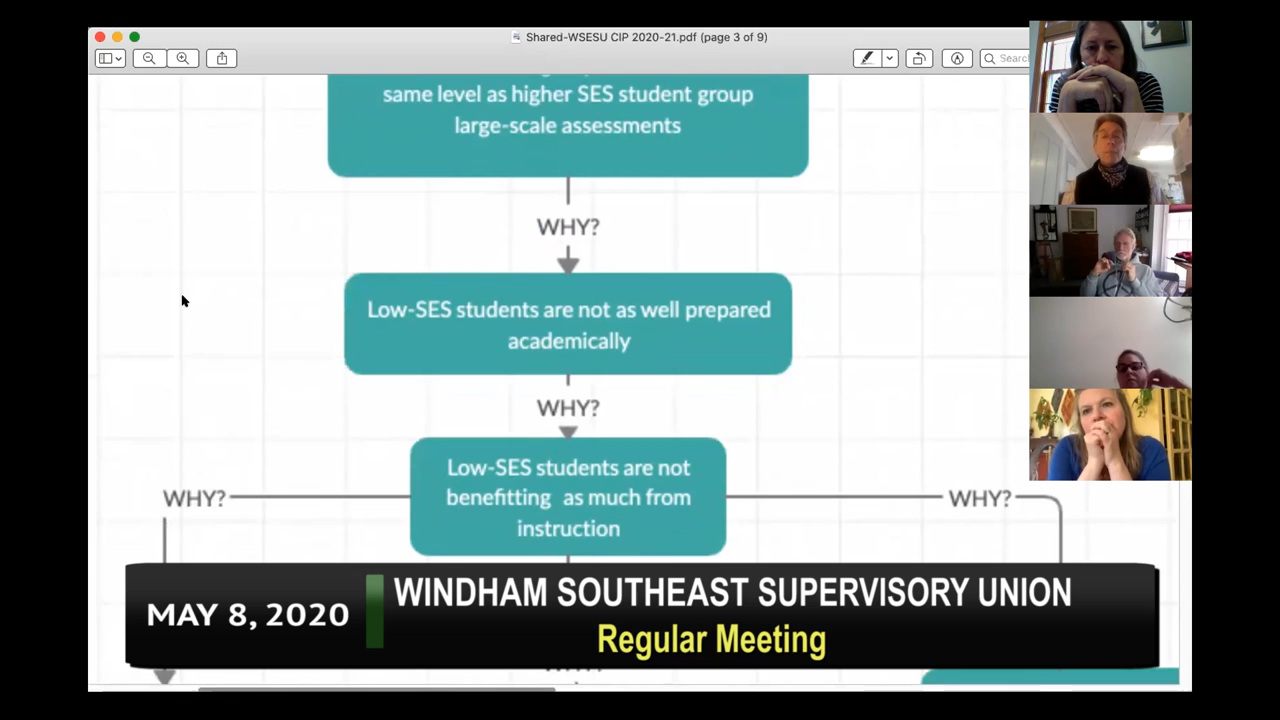 Shared-WSESU CIP 2020-21.pdf (page 3 of 9)
Search
same level as higher SES student group
large-scale assessments
WHY?
Low-SES students are not as well prepared
academically
WHY?
Low-SES students are not
benefitting as much from
instruction
WHY?
WHY?
MAY 8, 2020
WINDHAM SOUTHEAST SUPERVISORY UNION
Regular Meeting